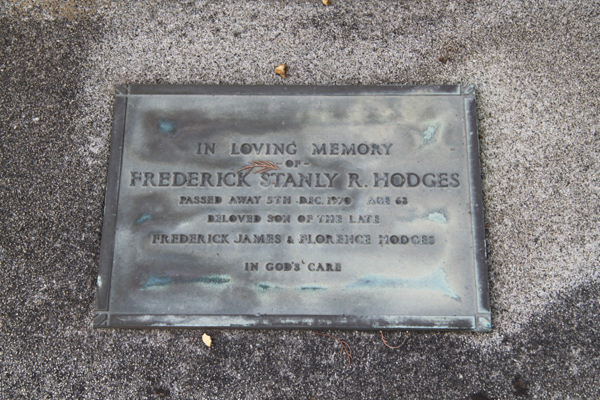 IN LOVING MEMORY
- OF -
FREDERICK STANLY R. HODGES
PASSED AWAY 5TH DEC. 1970 AGE 63
BELOVED SON OF THE LATE
FREDERICK JAMES & FLORENCE HODGES
IN GOD'S CARE